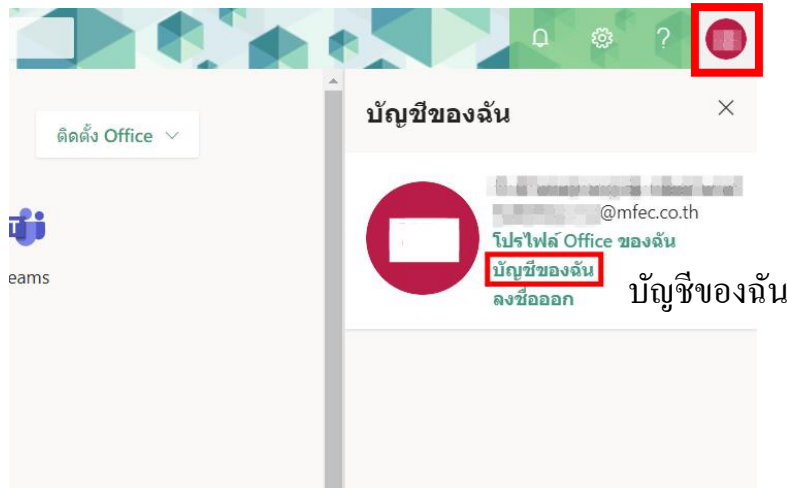 ?
บัญชีของฉัน
ติดตั้ง Office
@mfec.co.th
โปรไฟล์ Office ของฉัน
บัญชีของฉัน
ลงชื่อออก
บัญชีของฉัน
eams